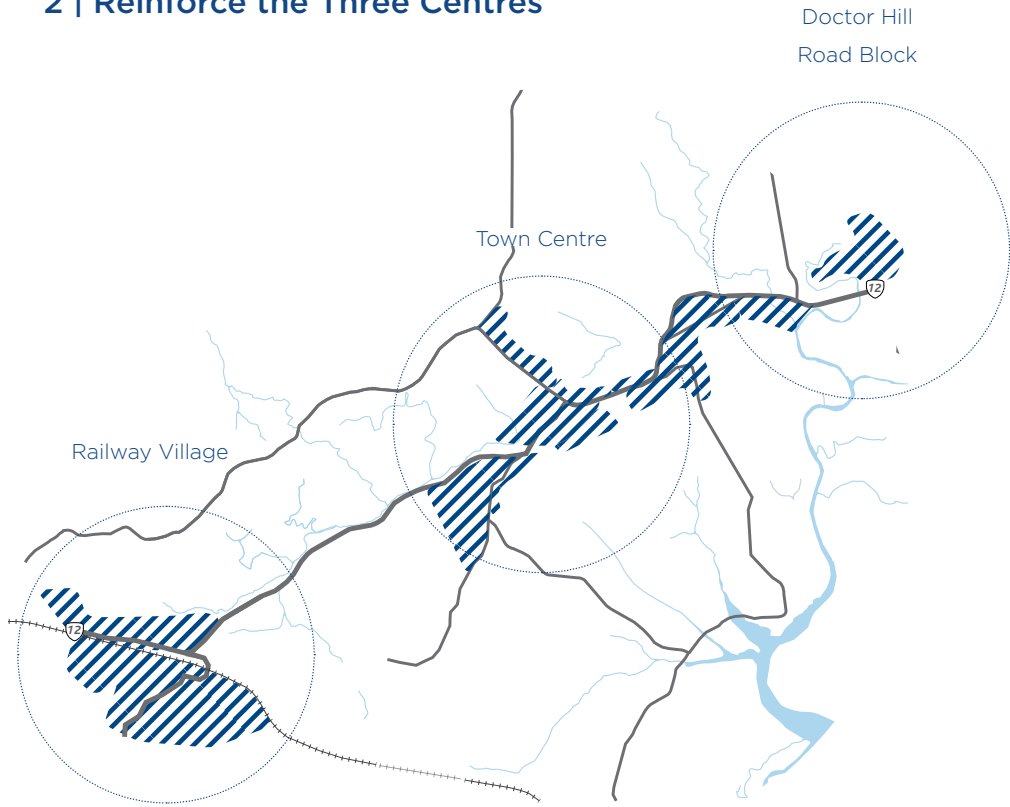 2 | Reinforce the Three Centres
Doctor Hill
Road Block
Town Centre
12
Railway Village
12